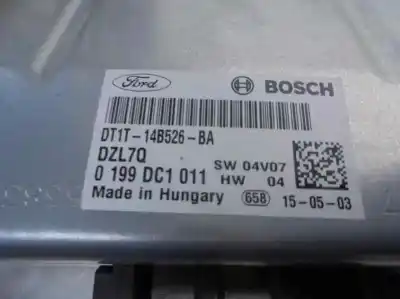 Ford BOSCH
DT1T-14B526-BA
DZL7Q SW 04V07
0 199 DC1 011 HW 04
Made in Hungary 658 15-05-03